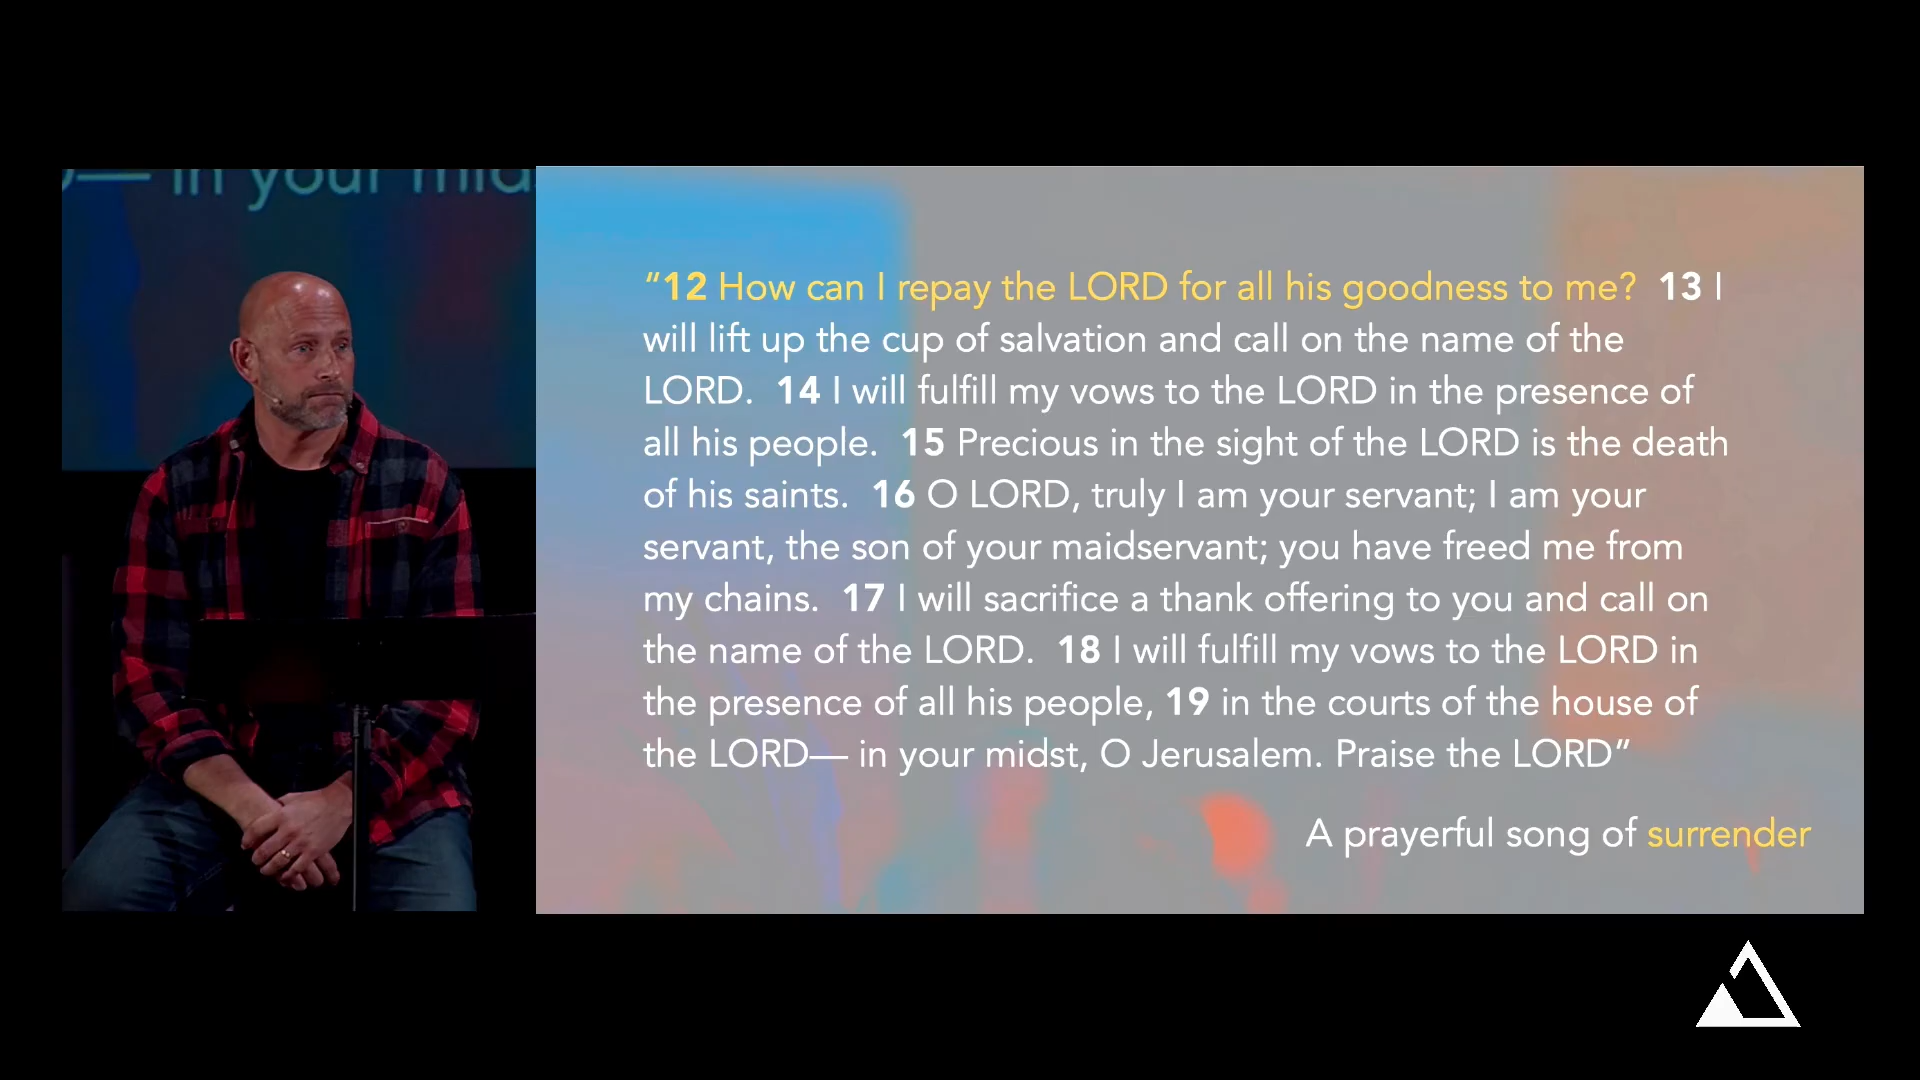 — in your mids
“12 How can I repay the LORD for all his goodness to me? 13 I
will lift up the cup of salvation and call on the name of the
LORD. 14 I will fulfill my vows to the LORD in the presence of
all his people. 15 Precious in the sight of the LORD is the death
of his saints. 16 O LORD, truly I am your servant; I am your
servant, the son of your maidservant; you have freed me from
my chains. 17 I will sacrifice a thank offering to you and call on
the name of the LORD. 18 I will fulfill my vows to the LORD in
the presence of all his people, 19 in the courts of the house of
the LORD— in your midst, O Jerusalem. Praise the LORD”
A prayerful song of surrender